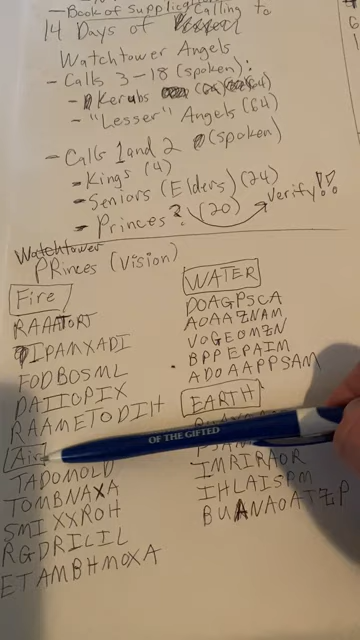 - Book of Supplication Calling to
14 Days of
Watchtower Angels
- Calls 3-18 (spoken):
- Kerubs (64)
- "Lesser" Angels (64)
- Calls 1 and 2 (spoken)
- Kings (4)
- Seniors (Elders) (24)
- Princes? (20) Verify!!
Watchtower
PRinces (Vision)
Fire
RAAATORJ
IPAMXADI
FODBOSML
DAIIOPIX
RAAMETODIH
Air
TADOMOLD
TOMBNAXA
SMIXXROH
RGDRILIL
ETAMBHMOXA
WATER
DOAGPSCA
AOAAZNAM
VOGEOMZN
BPPEPAIM
ADOAAPPSAM
EARTH
IMRIRAOR
IHLAISPM
BUANAOATZP
OF THE GIFTED